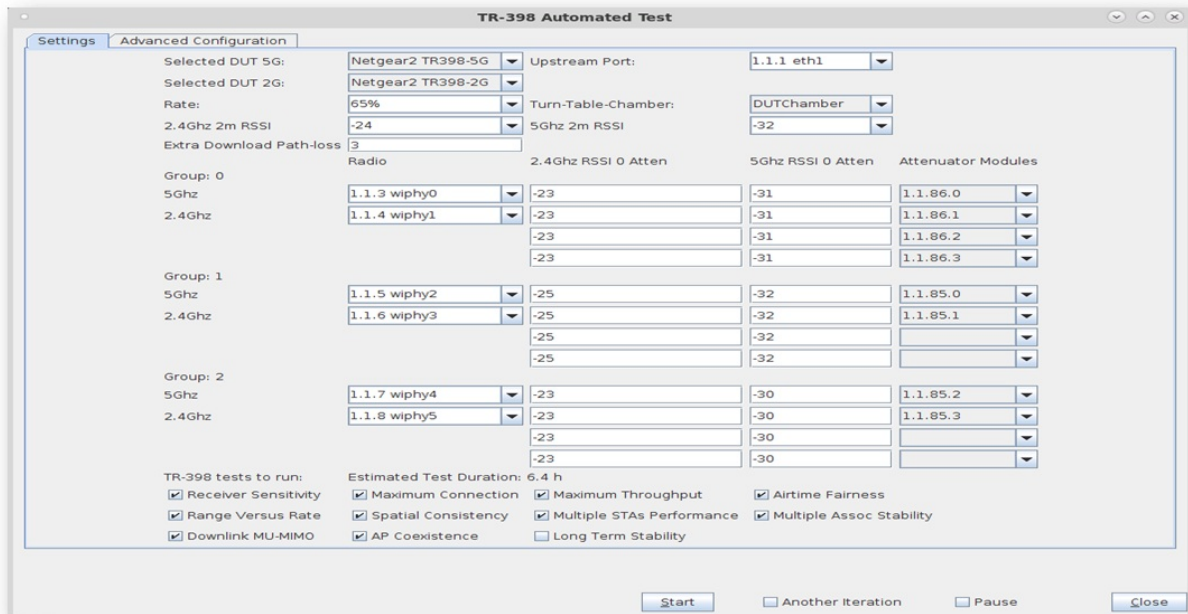 TR-398 Automated Test
Settings Advanced Configuration
Selected DUT 5G: Netgear2 TR398-5G Upstream Port: 1.1.1 eth1
Selected DUT 2G: Netgear2 TR398-2G
Rate: 65% Turn-Table-Chamber: DUTChamber
2.4Ghz 2m RSSI -24 5Ghz 2m RSSI -32
Extra Download Path-loss 3
Radio 2.4Ghz RSSI 0 Atten 5Ghz RSSI 0 Atten Attenuator Modules
Group: 0
5Ghz 1.1.3 wiphy0 -23 -31 1.1.86.0
2.4Ghz 1.1.4 wiphy1 -23 -31 1.1.86.1
-23 -31 1.1.86.2
-23 -31 1.1.86.3
Group: 1
5Ghz 1.1.5 wiphy2 -25 -32 1.1.85.0
2.4Ghz 1.1.6 wiphy3 -25 -32 1.1.85.1
-25 -32
-25 -32
Group: 2
5Ghz 1.1.7 wiphy4 -23 -30 1.1.85.2
2.4Ghz 1.1.8 wiphy5 -23 -30 1.1.85.3
-23 -30
-23 -30
TR-398 tests to run: Estimated Test Duration: 6.4 h
Receiver Sensitivity Maximum Connection Maximum Throughput Airtime Fairness
Range Versus Rate Spatial Consistency Multiple STAs Performance Multiple Assoc Stability
Downlink MU-MIMO AP Coexistence Long Term Stability
Start Another Iteration Pause Close